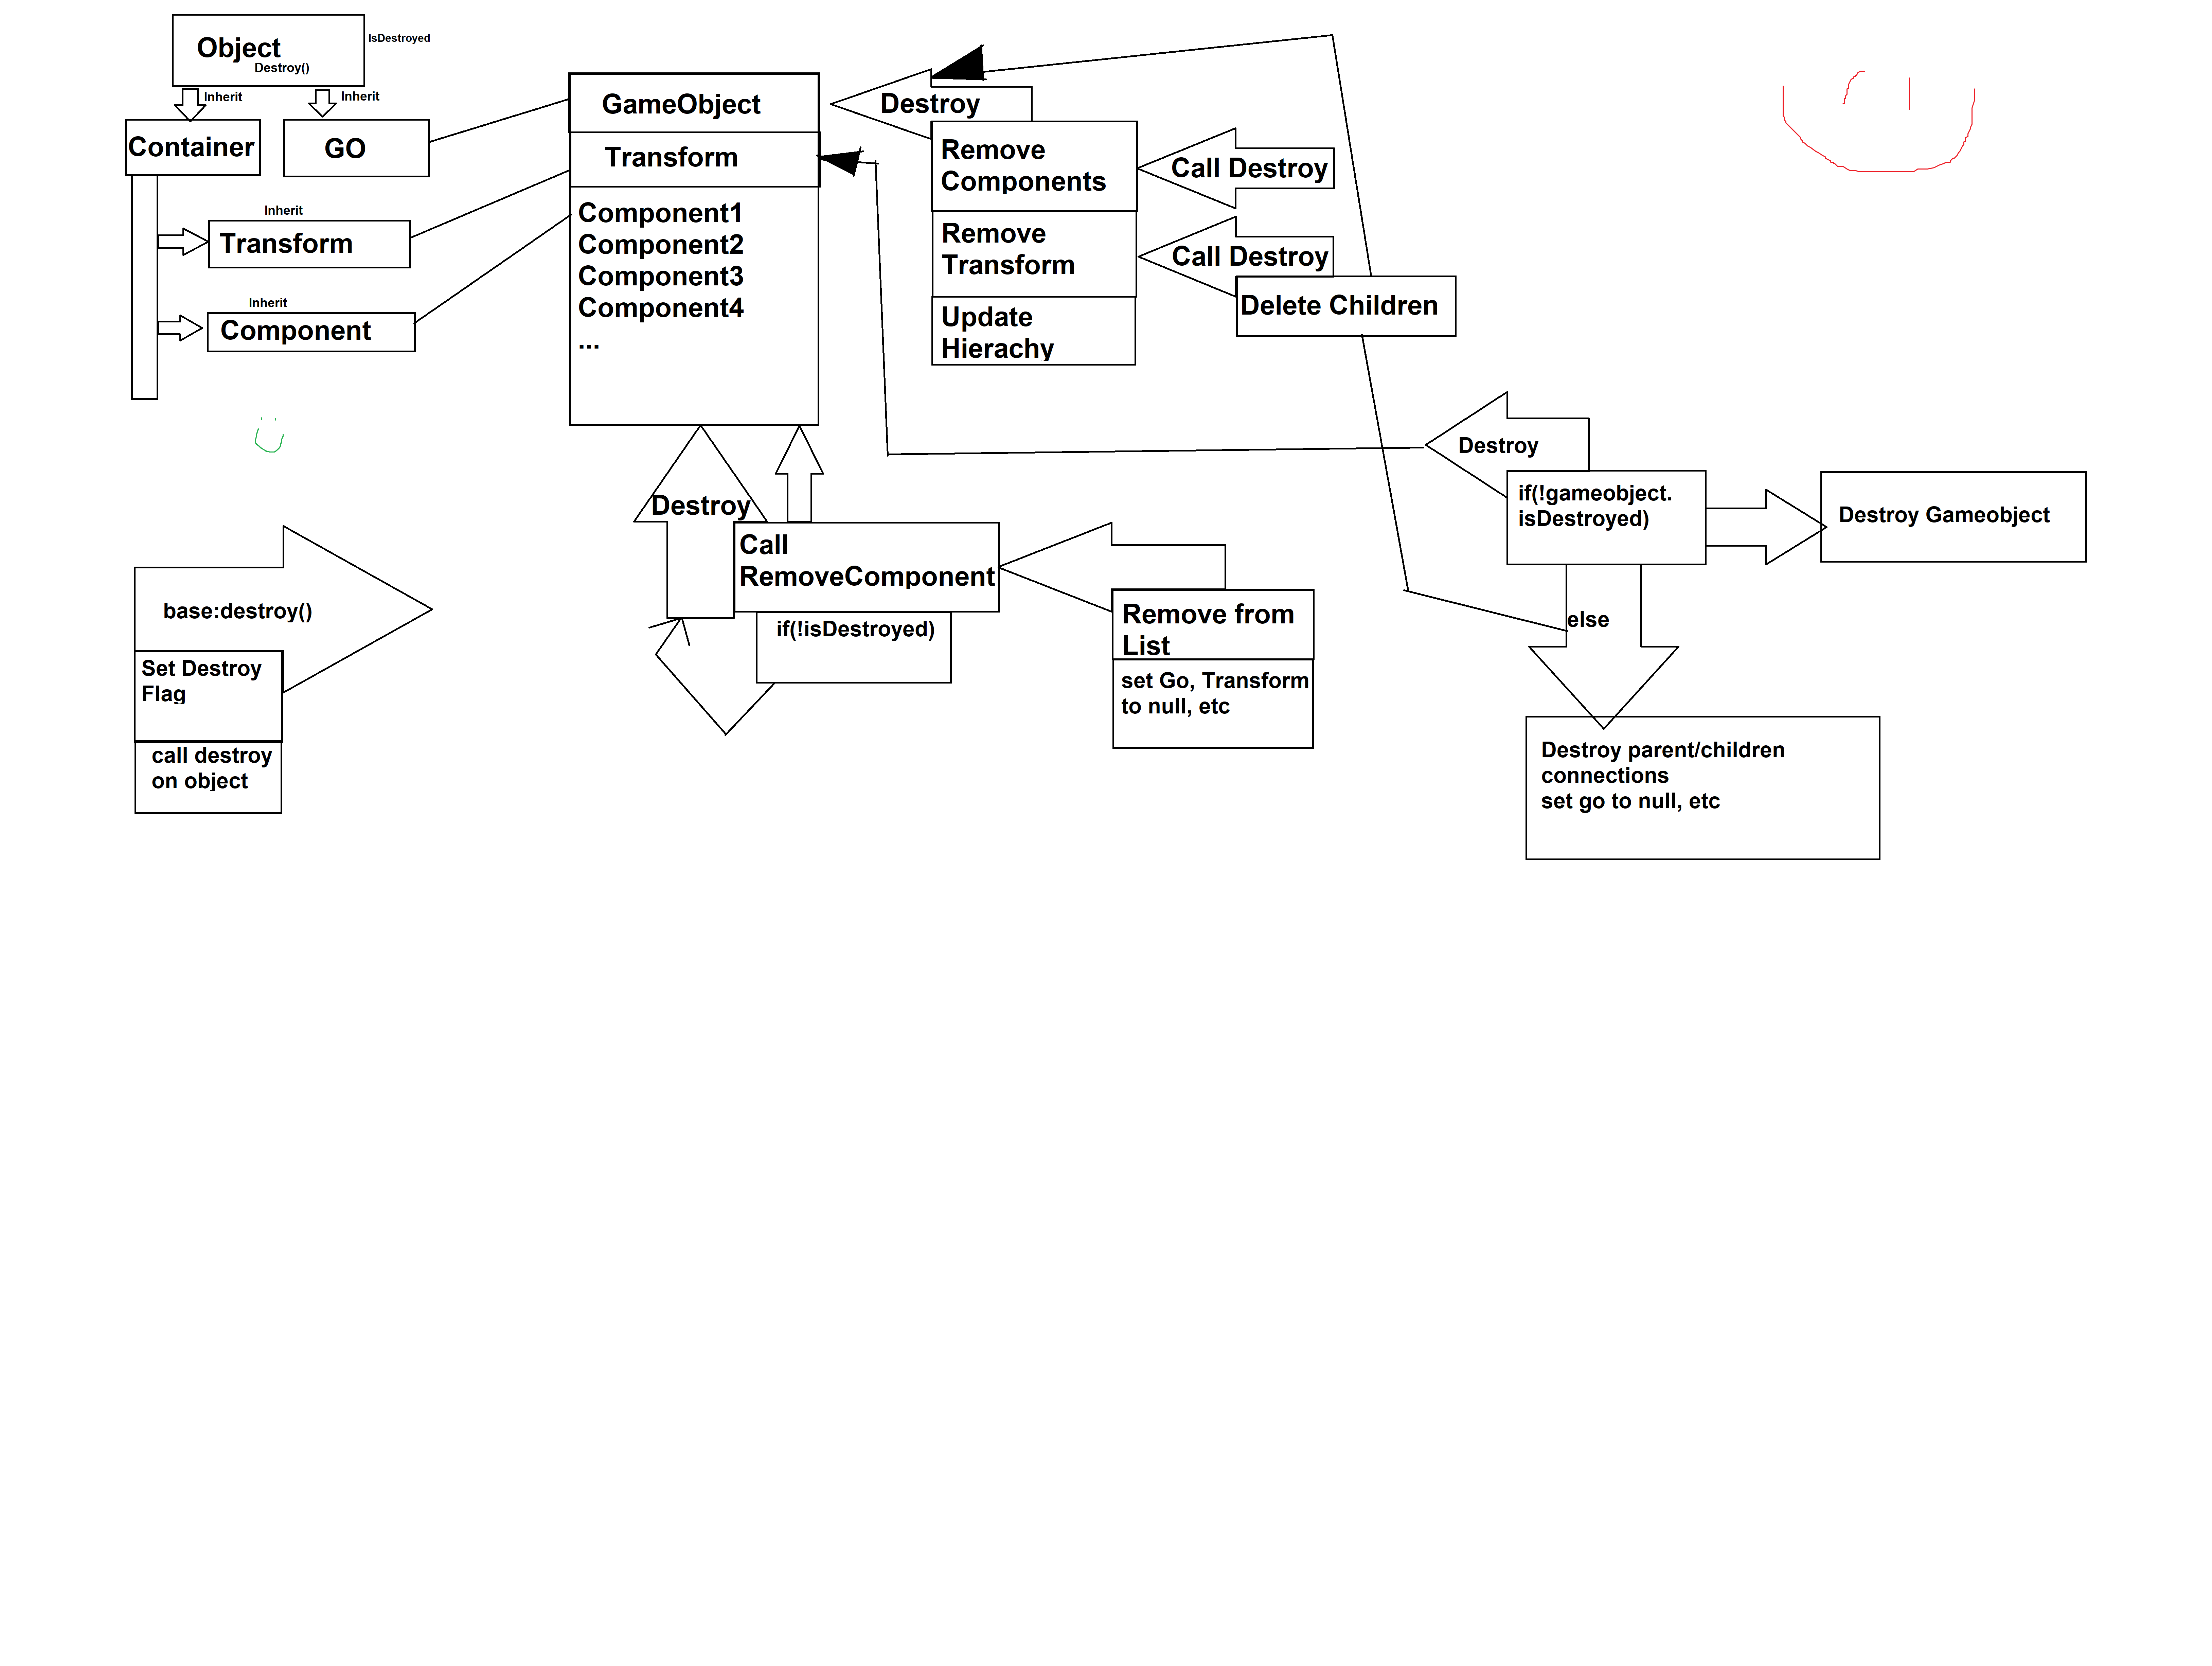 Object
IsDestroyed
Destroy()
Inherit
Inherit
Container
GO
Inherit
Transform
Inherit
Component
GameObject
Transform
Component1
Component2
Component3
Component4
...
Destroy
Remove
Components
Call Destroy
Remove
Transform
Call Destroy
Delete Children
Update
Hierachy
Destroy
if(!gameobject.
isDestroyed)
Destroy Gameobject
else
Destroy parent/children
connections
set go to null, etc
Destroy
Call
RemoveComponent
if(!isDestroyed)
Remove from
List
set Go, Transform
to null, etc
base:destroy()
Set Destroy
Flag
call destroy
on object